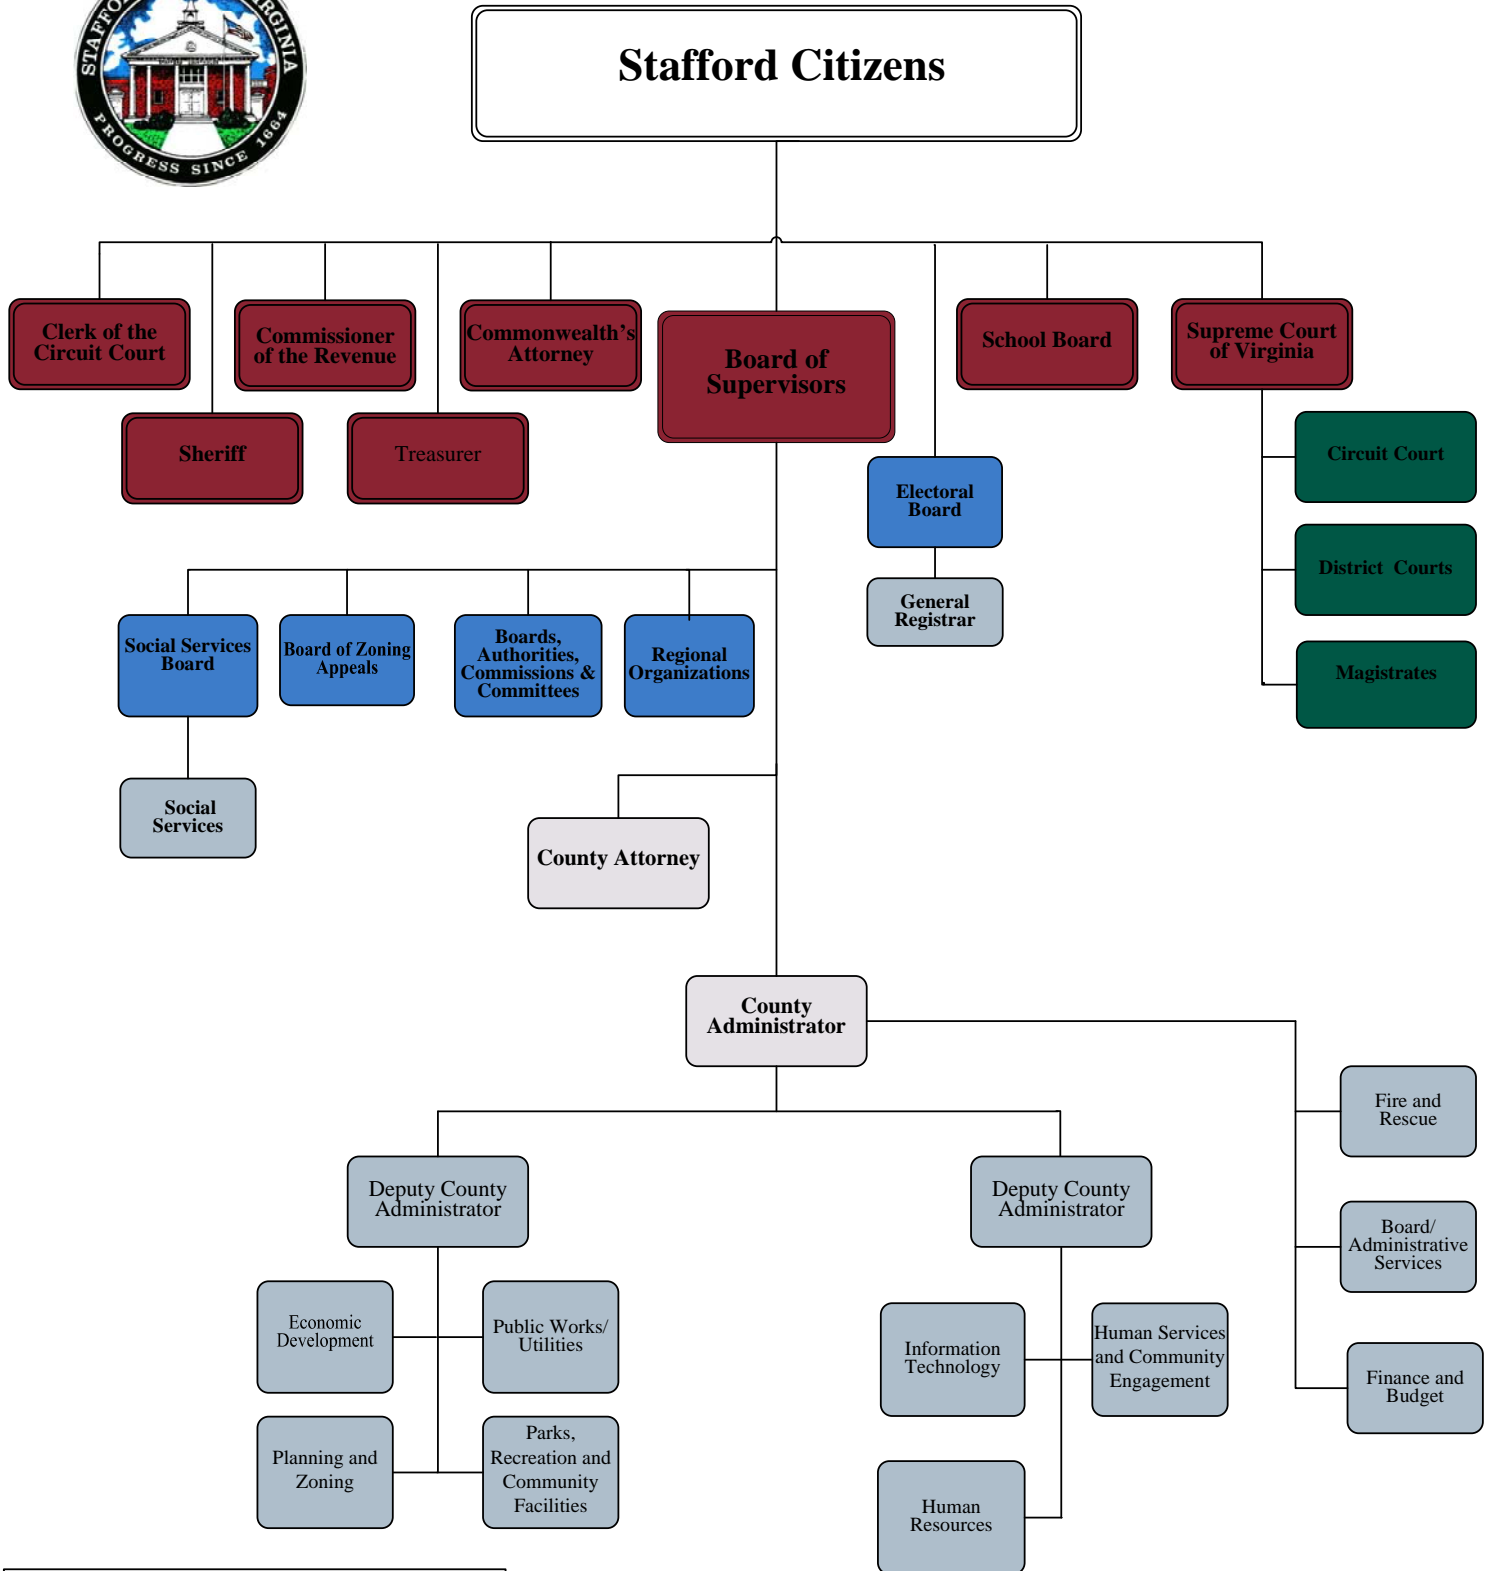 STAFFO
RGINIA
PROGRESS SINCE 1664
Stafford Citizens
Clerk of the
Circuit Court
Commissioner
of the Revenue
Commonwealth's
Attorney
Board of
Supervisors
School Board
Supreme Court
of Virginia
Sheriff
Treasurer
Circuit Court
Electoral
Board
District Courts
General
Registrar
Social Services
Board
Board of Zoning
Appeals
Boards,
Authorities,
Commissions &
Committees
Regional
Organizations
Magistrates
Social
Services
County Attorney
County
Administrator
Fire and
Rescue
Deputy County
Administrator
Deputy County
Administrator
Board/
Administrative
Services
Economic
Development
Public Works/
Utilities
Information
Technology
Human Services
and Community
Engagement
Finance and
Budget
Planning and
Zoning
Parks,
Recreation and
Community
Facilities
Human
Resources